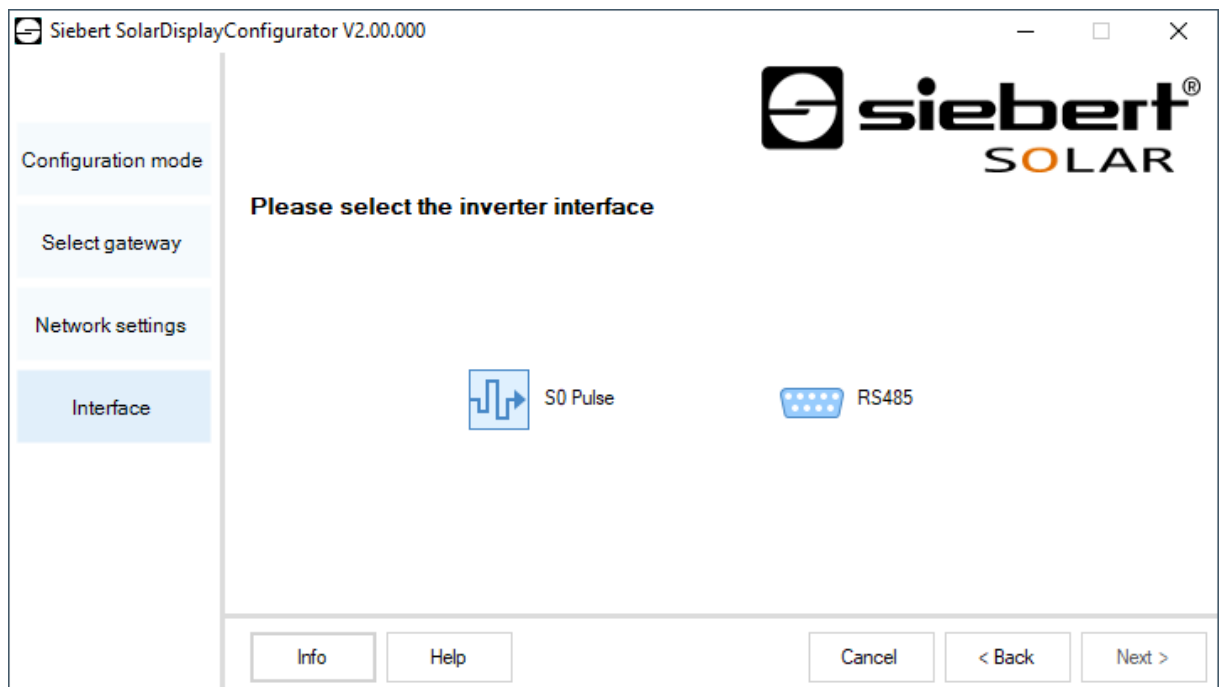 Siebert SolarDisplayConfigurator V2.00.000
siebert®
SOLAR
Configuration mode
Select gateway
Network settings
Interface
Please select the inverter interface
S0 Pulse
RS485
Info
Help
Cancel
< Back
Next >